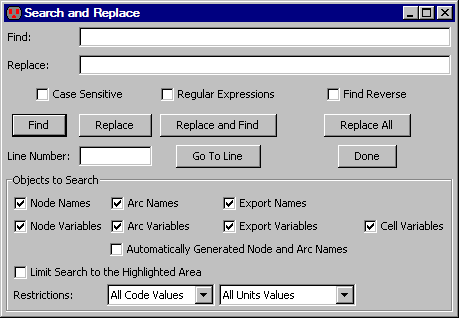 Search and Replace
Find:
Replace:
Case Sensitive Regular Expressions Find Reverse
Find Replace Replace and Find Replace All
Line Number: Go To Line Done
Objects to Search
Node Names Arc Names Export Names
Node Variables Arc Variables Export Variables Cell Variables
Automatically Generated Node and Arc Names
Limit Search to the Highlighted Area
Restrictions: All Code Values All Units Values